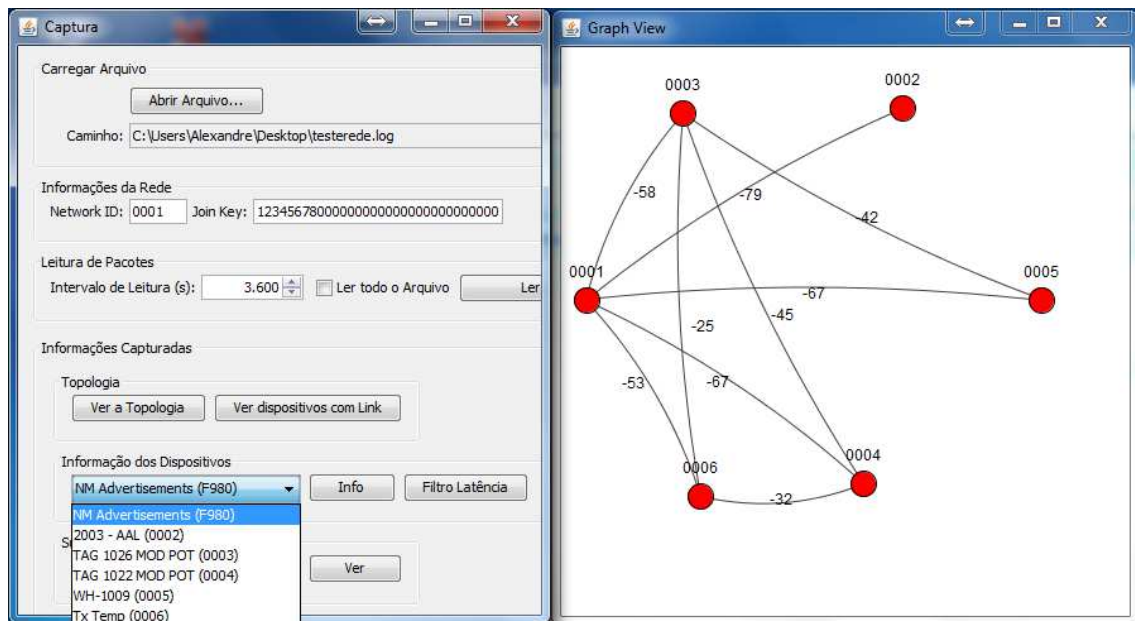 Captura
Carregar Arquivo
Abrir Arquivo...
Caminho: C:\Users\Alexandre\Desktop\testerede.log
Informações da Rede
Network ID: 0001 Join Key: 12345678000000000000000000000000
Leitura de Pacotes
Intervalo de Leitura (s): 3.600 Ler todo o Arquivo Ler
Informações Capturadas
Topologia
Ver a Topologia Ver dispositivos com Link
Informação dos Dispositivos
NM Advertisements (F980) Info Filtro Latência
NM Advertisements (F980)
2003 - AAL (0002)
TAG 1026 MOD POT (0003)
TAG 1022 MOD POT (0004)
WH-1009 (0005)
Tx Temp (0006)
Ver
Graph View
0003
0002
-58
-79
-42
0001
0005
-67
-45
-25
-53
-67
0006
0004
-32